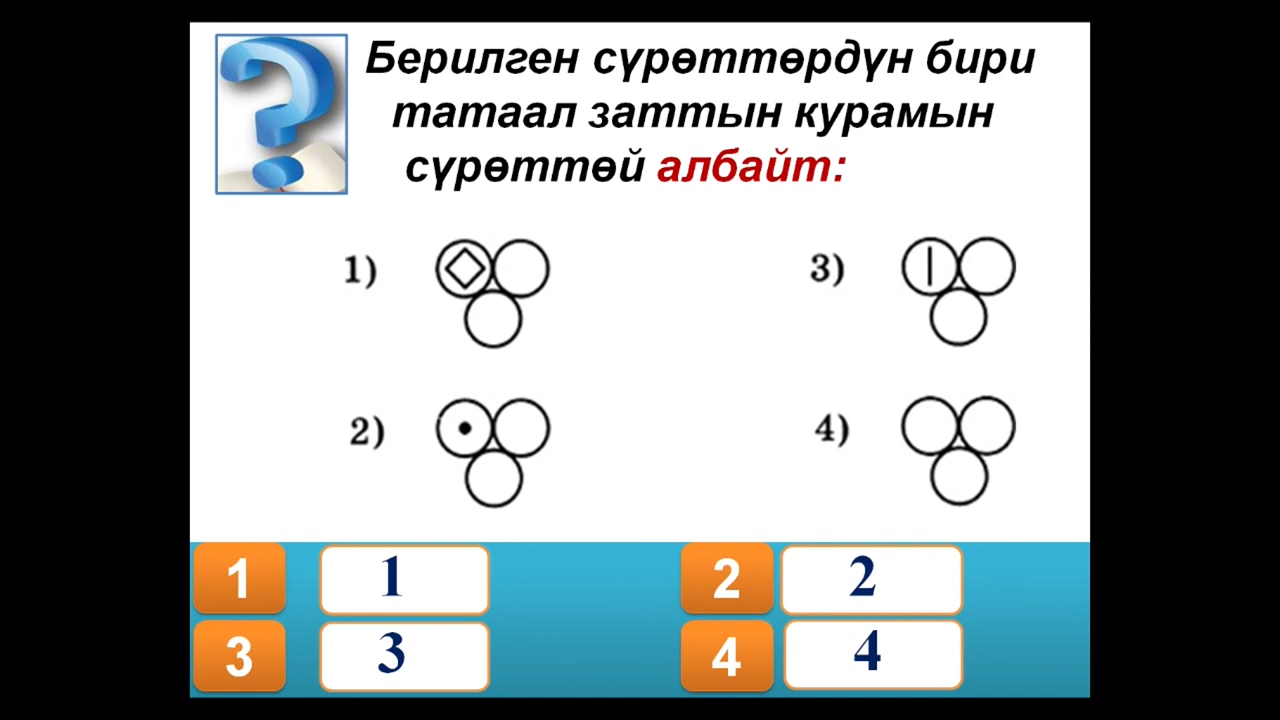 Берилген сүрөттөрдүн бири
татаал заттын курамын
сүрөттөй албайт:
1)
3)
2)
4)
1 1 2 2
3 3 4 4